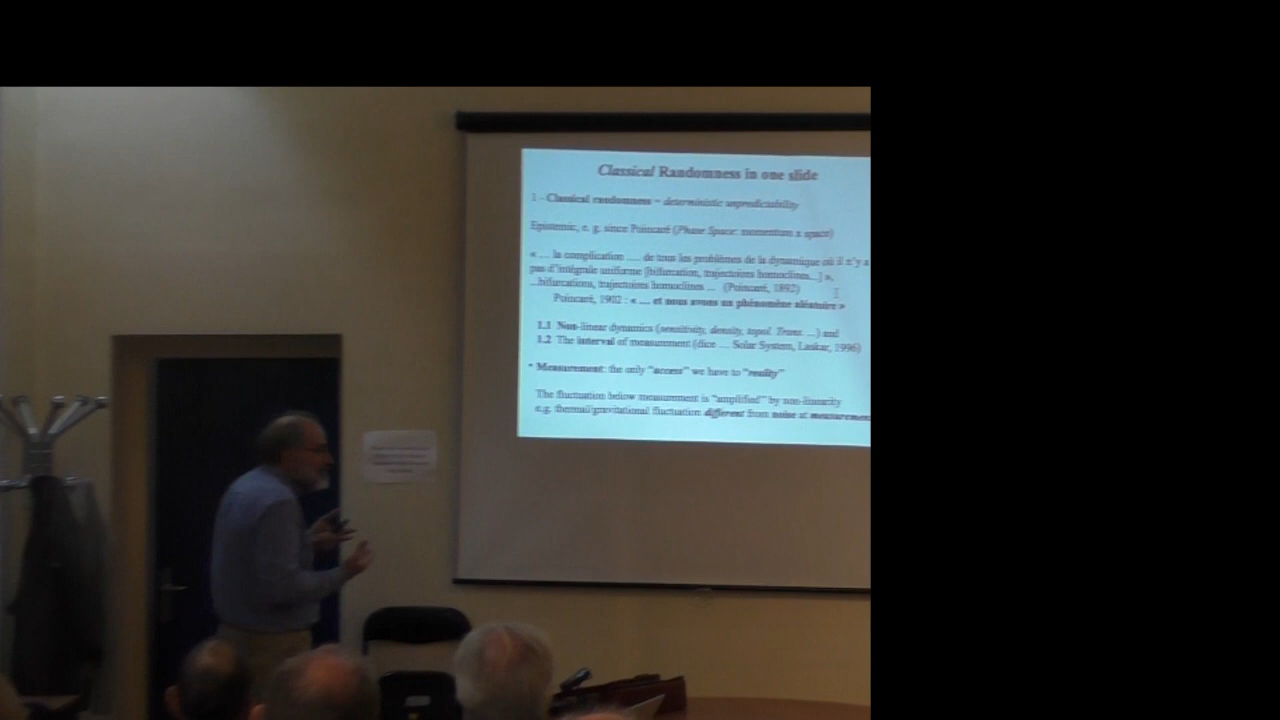 Classical Randomness in one slide
1 - Classical randomness = deterministic unpredictability
Epistemic, e. g. since Poincaré (Phase Space: momentum x space)
« ... la complication .... de tous les problèmes de la dynamique où il n'y a
pas d'intégrale uniforme [bifurcation, trajectoires homoclines...] »,
...bifurcations, trajectoires homoclines ... (Poincaré, 1892)
Poincaré, 1902 : « .... et nous avons un phénomène aléatoire »
1.1 Non-linear dynamics (sensitivity, density, topol. Trans. ...) and
1.2 The interval of measurement (dice ... Solar System, Laskar, 1996)
- Measurement: the only "access" we have to "reality"
The fluctuation below measurement is "amplified" by non-linearity
e.g. thermal/gravitational fluctuation different from noise at measuremen